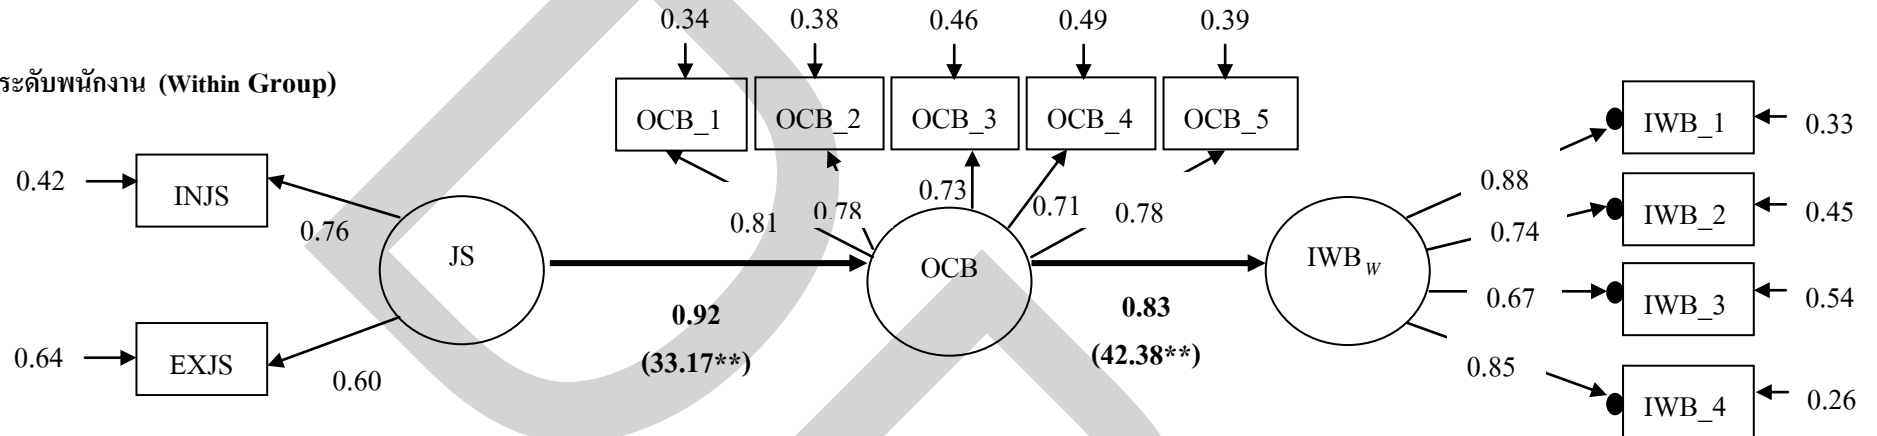 0.34 0.38 0.46 0.49 0.39
ระดับพนักงาน (Within Group)
OCB_1 OCB_2 OCB_3 OCB_4 OCB_5 IWB_1 0.33
0.42 INJS 0.88
0.73
0.76 0.81 0.78 0.71 0.78 0.74 IWB_2 0.45
JS OCB IWB W
0.92 0.83 0.67 IWB_3 0.54
(33.17**) (42.38**)
0.64 EXJS 0.60 0.85
IWB_4 0.26